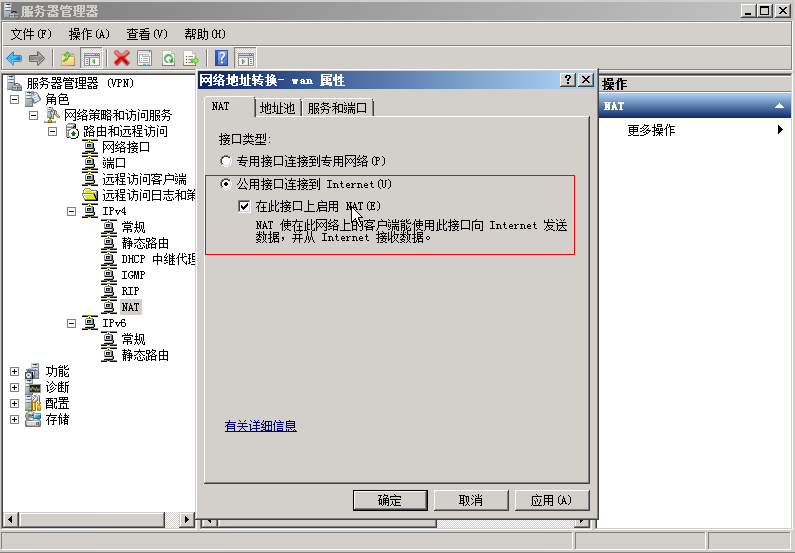 服务器管理器
文件(F) 操作(A) 查看(V) 帮助(H)
服务器管理器 (VPN)
角色
网络策略和访问服务
路由和远程访问
网络接口
端口
远程访问客户端
远程访问日志和策
IPv4
常规
静态路由
DHCP 中继代理
IGMP
RIP
NAT
IPv6
常规
静态路由
功能
诊断
配置
存储
网络地址转换- wan 属性
NAT 地址池 服务和端口
接口类型:
专用接口连接到专用网络(P)
公用接口连接到 Internet(U)
在此接口上启用 NAT(E)
NAT 使在此网络上的客户端能使用此接口向 Internet 发送
数据，并从 Internet 接收数据。
有关详细信息
确定 取消 应用(A)
操作
NAT
更多操作